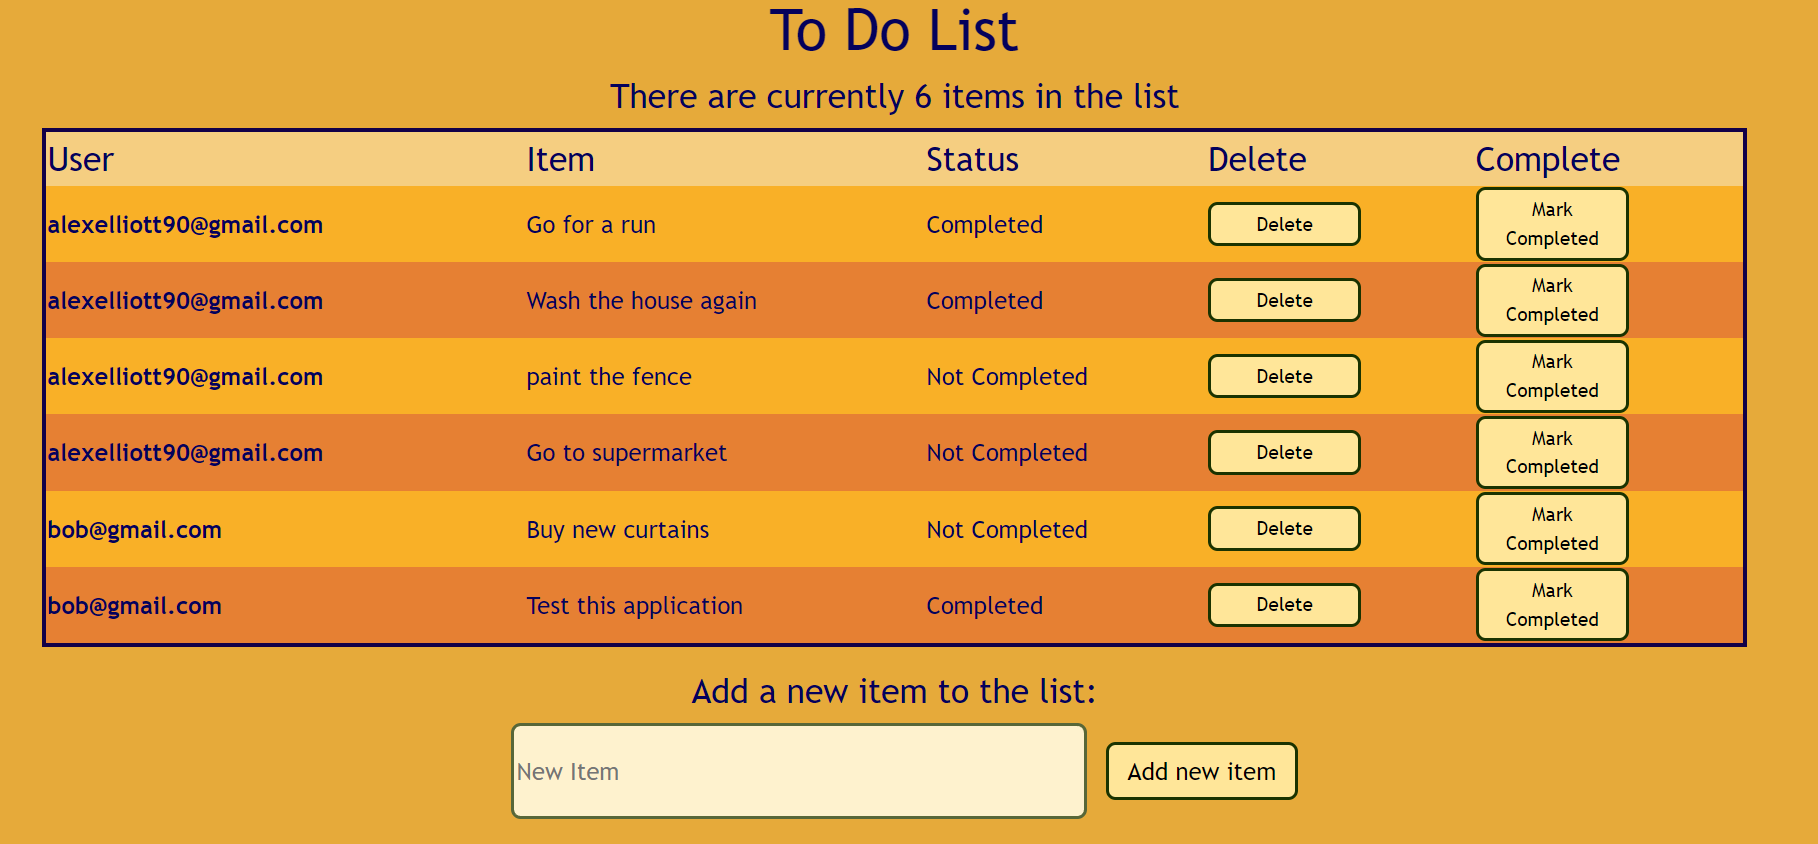 To Do List
There are currently 6 items in the list
User Item Status Delete Complete
alexelliott90@gmail.com Go for a run Completed Delete Mark Completed
alexelliott90@gmail.com Wash the house again Completed Delete Mark Completed
alexelliott90@gmail.com paint the fence Not Completed Delete Mark Completed
alexelliott90@gmail.com Go to supermarket Not Completed Delete Mark Completed
bob@gmail.com Buy new curtains Not Completed Delete Mark Completed
bob@gmail.com Test this application Completed Delete Mark Completed
Add a new item to the list:
New Item Add new item